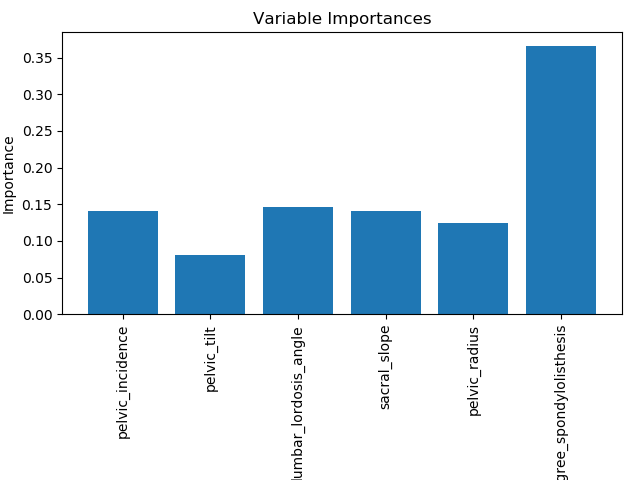 Variable Importances
Importance
0.35
0.30
0.25
0.20
0.15
0.10
0.05
0.00
pelvic_incidence
pelvic_tilt
lumbar_lordosis_angle
sacral_slope
pelvic_radius
gree_spondylolisthesis